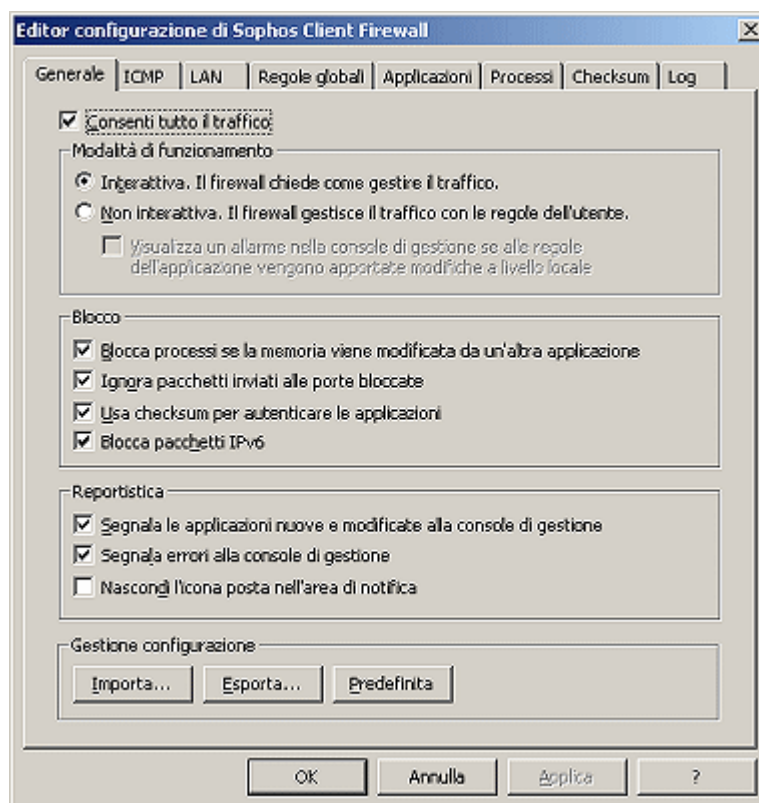 Editor configurazione di Sophos Client Firewall
Generale ICMP LAN Regole globali Applicazioni Processi Checksum Log
Consenti tutto il traffico
Modalità di funzionamento
Interattiva. Il firewall chiede come gestire il traffico.
Non interattiva. Il firewall gestisce il traffico con le regole dell'utente.
Visualizza un allarme nella console di gestione se alle regole
dell'applicazione vengono apportate modifiche a livello locale
Blocco
Blocca processi se la memoria viene modificata da un'altra applicazione
Ignora pacchetti inviati alle porte bloccate
Usa checksum per autenticare le applicazioni
Blocca pacchetti IPv6
Reportistica
Segnala le applicazioni nuove e modificate alla console di gestione
Segnala errori alla console di gestione
Nascondi l'icona posta nell'area di notifica
Gestione configurazione
Importa... Esporta... Predefinita
OK Annulla Applica ?